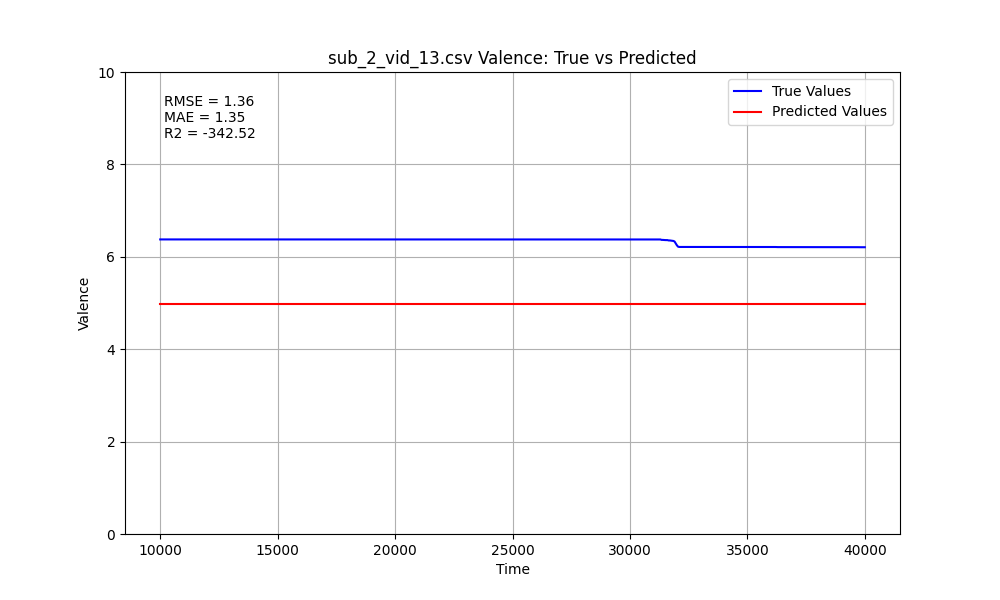 sub_2_vid_13.csv Valence: True vs Predicted
10
RMSE = 1.36
MAE = 1.35
R2 = -342.52
True Values
Predicted Values
8
6
4
2
0
Valence
10000 15000 20000 25000 30000 35000 40000
Time